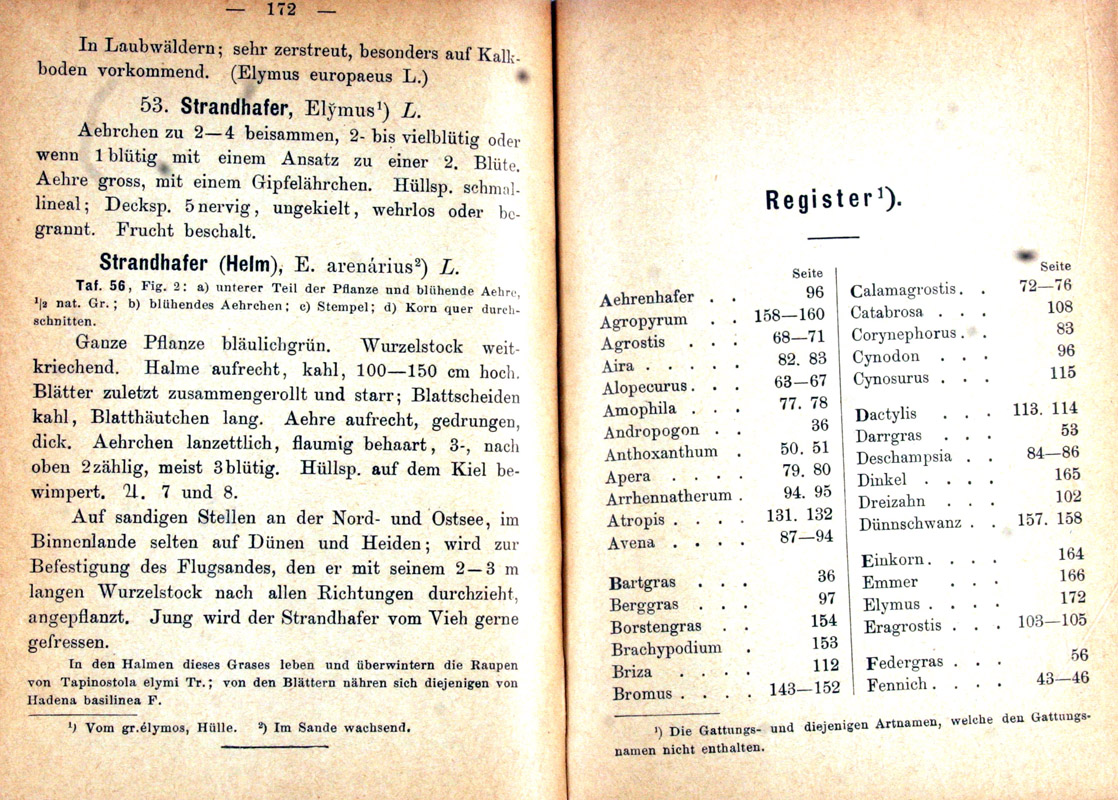 — 172 —
In Laubwäldern; sehr zerstreut, besonders auf Kalk-
boden vorkommend. (Elymus europaeus L.)
53. Strandhafer, Elȳmus¹) L.
Aehrchen zu 2—4 beisammen, 2- bis vielblütig oder
wenn 1blütig mit einem Ansatz zu einer 2. Blüte.
Aehre gross, mit einem Gipfelährchen. Hüllsp. schmal-
lineal; Decksp. 5nervig, ungekielt, wehrlos oder be-
grannt. Frucht beschalt.
Strandhafer (Helm), E. arenárius²) L.
Taf. 56, Fig. 2: a) unterer Teil der Pflanze und blühende Aehre,
¹|₂ nat. Gr.; b) blühendes Aehrchen; c) Stempel; d) Korn quer durch-
schnitten.
Ganze Pflanze bläulichgrün. Wurzelstock weit-
kriechend. Halme aufrecht, kahl, 100—150 cm hoch.
Blätter zuletzt zusammengerollt und starr; Blattscheiden
kahl, Blatthäutchen lang. Aehre aufrecht, gedrungen,
dick. Aehrchen lanzettlich, flaumig behaart, 3-, nach
oben 2zählig, meist 3blütig. Hüllsp. auf dem Kiel be-
wimpert. ♃. 7 und 8.
Auf sandigen Stellen an der Nord- und Ostsee, im
Binnenlande selten auf Dünen und Heiden; wird zur
Befestigung des Flugsandes, den er mit seinem 2—3 m
langen Wurzelstock nach allen Richtungen durchzieht,
angepflanzt. Jung wird der Strandhafer vom Vieh gerne
gefressen.
In den Halmen dieses Grases leben und überwintern die Raupen
von Tapinostola elymi Tr.; von den Blättern nähren sich diejenigen von
Hadena basilinea F.
¹) Vom gr.élymos, Hülle. ²) Im Sande wachsend.
Register¹).
Seite
Aehrenhafer . . 96
Agropyrum . . 158—160
Agrostis . . . 68—71
Aira . . . . . 82. 83
Alopecurus . . . 63—67
Amophila . . . 77. 78
Andropogon . . 36
Anthoxanthum . 50. 51
Apera . . . . 79. 80
Arrhennatherum . 94. 95
Atropis . . . . 131. 132
Avena . . . . 87—94
Bartgras . . . 36
Berggras . . . 97
Borstengras . . 154
Brachypodium . 153
Briza . . . . 112
Bromus . . . . 143—152
Seite
Calamagrostis . . 72—76
Catabrosa . . . 108
Corynephorus . . 83
Cynodon . . . 96
Cynosurus . . . 115
Dactylis . . . 113. 114
Darrgras . . . 53
Deschampsia . . 84—86
Dinkel . . . . 165
Dreizahn . . . 102
Dünnschwanz . . 157. 158
Einkorn . . . . 164
Emmer . . . 166
Elymus . . . . 172
Eragrostis . . . 103—105
Federgras . . . 56
Fennich . . . . 43—46
¹) Die Gattungs- und diejenigen Artnamen, welche den Gattungs-
namen nicht enthalten.